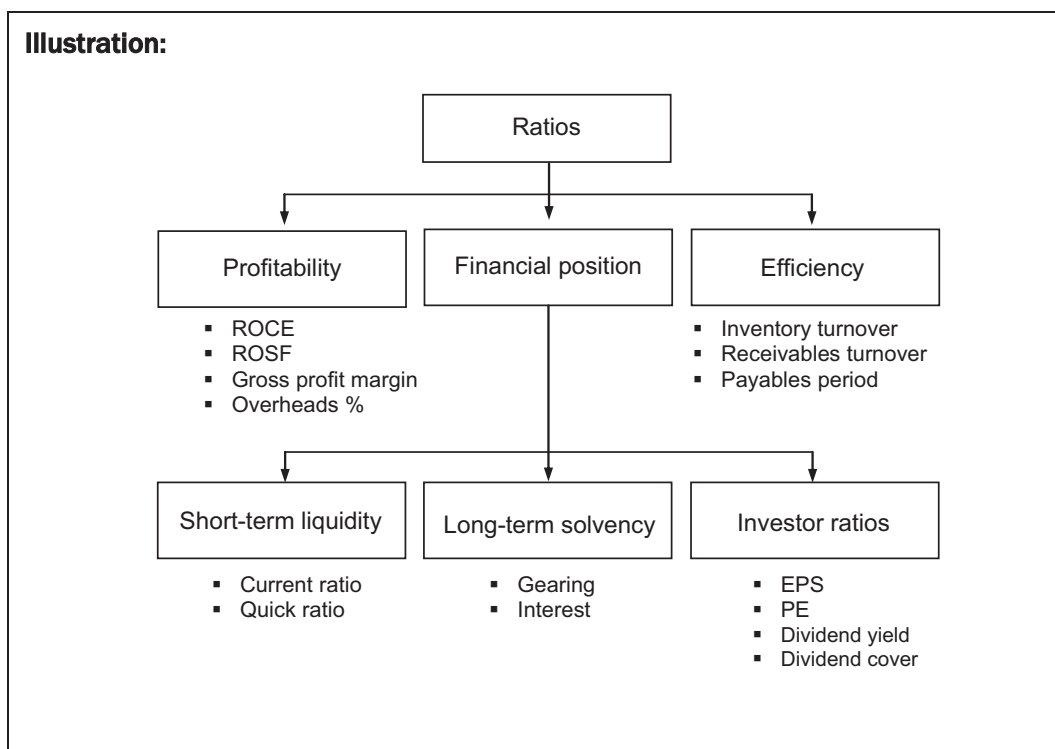 Illustration:
Ratios
Profitability
Financial position
Efficiency
▪ ROCE
▪ ROSF
▪ Gross profit margin
▪ Overheads %
▪ Inventory turnover
▪ Receivables turnover
▪ Payables period
Short-term liquidity
Long-term solvency
Investor ratios
▪ Current ratio
▪ Quick ratio
▪ Gearing
▪ Interest
▪ EPS
▪ PE
▪ Dividend yield
▪ Dividend cover